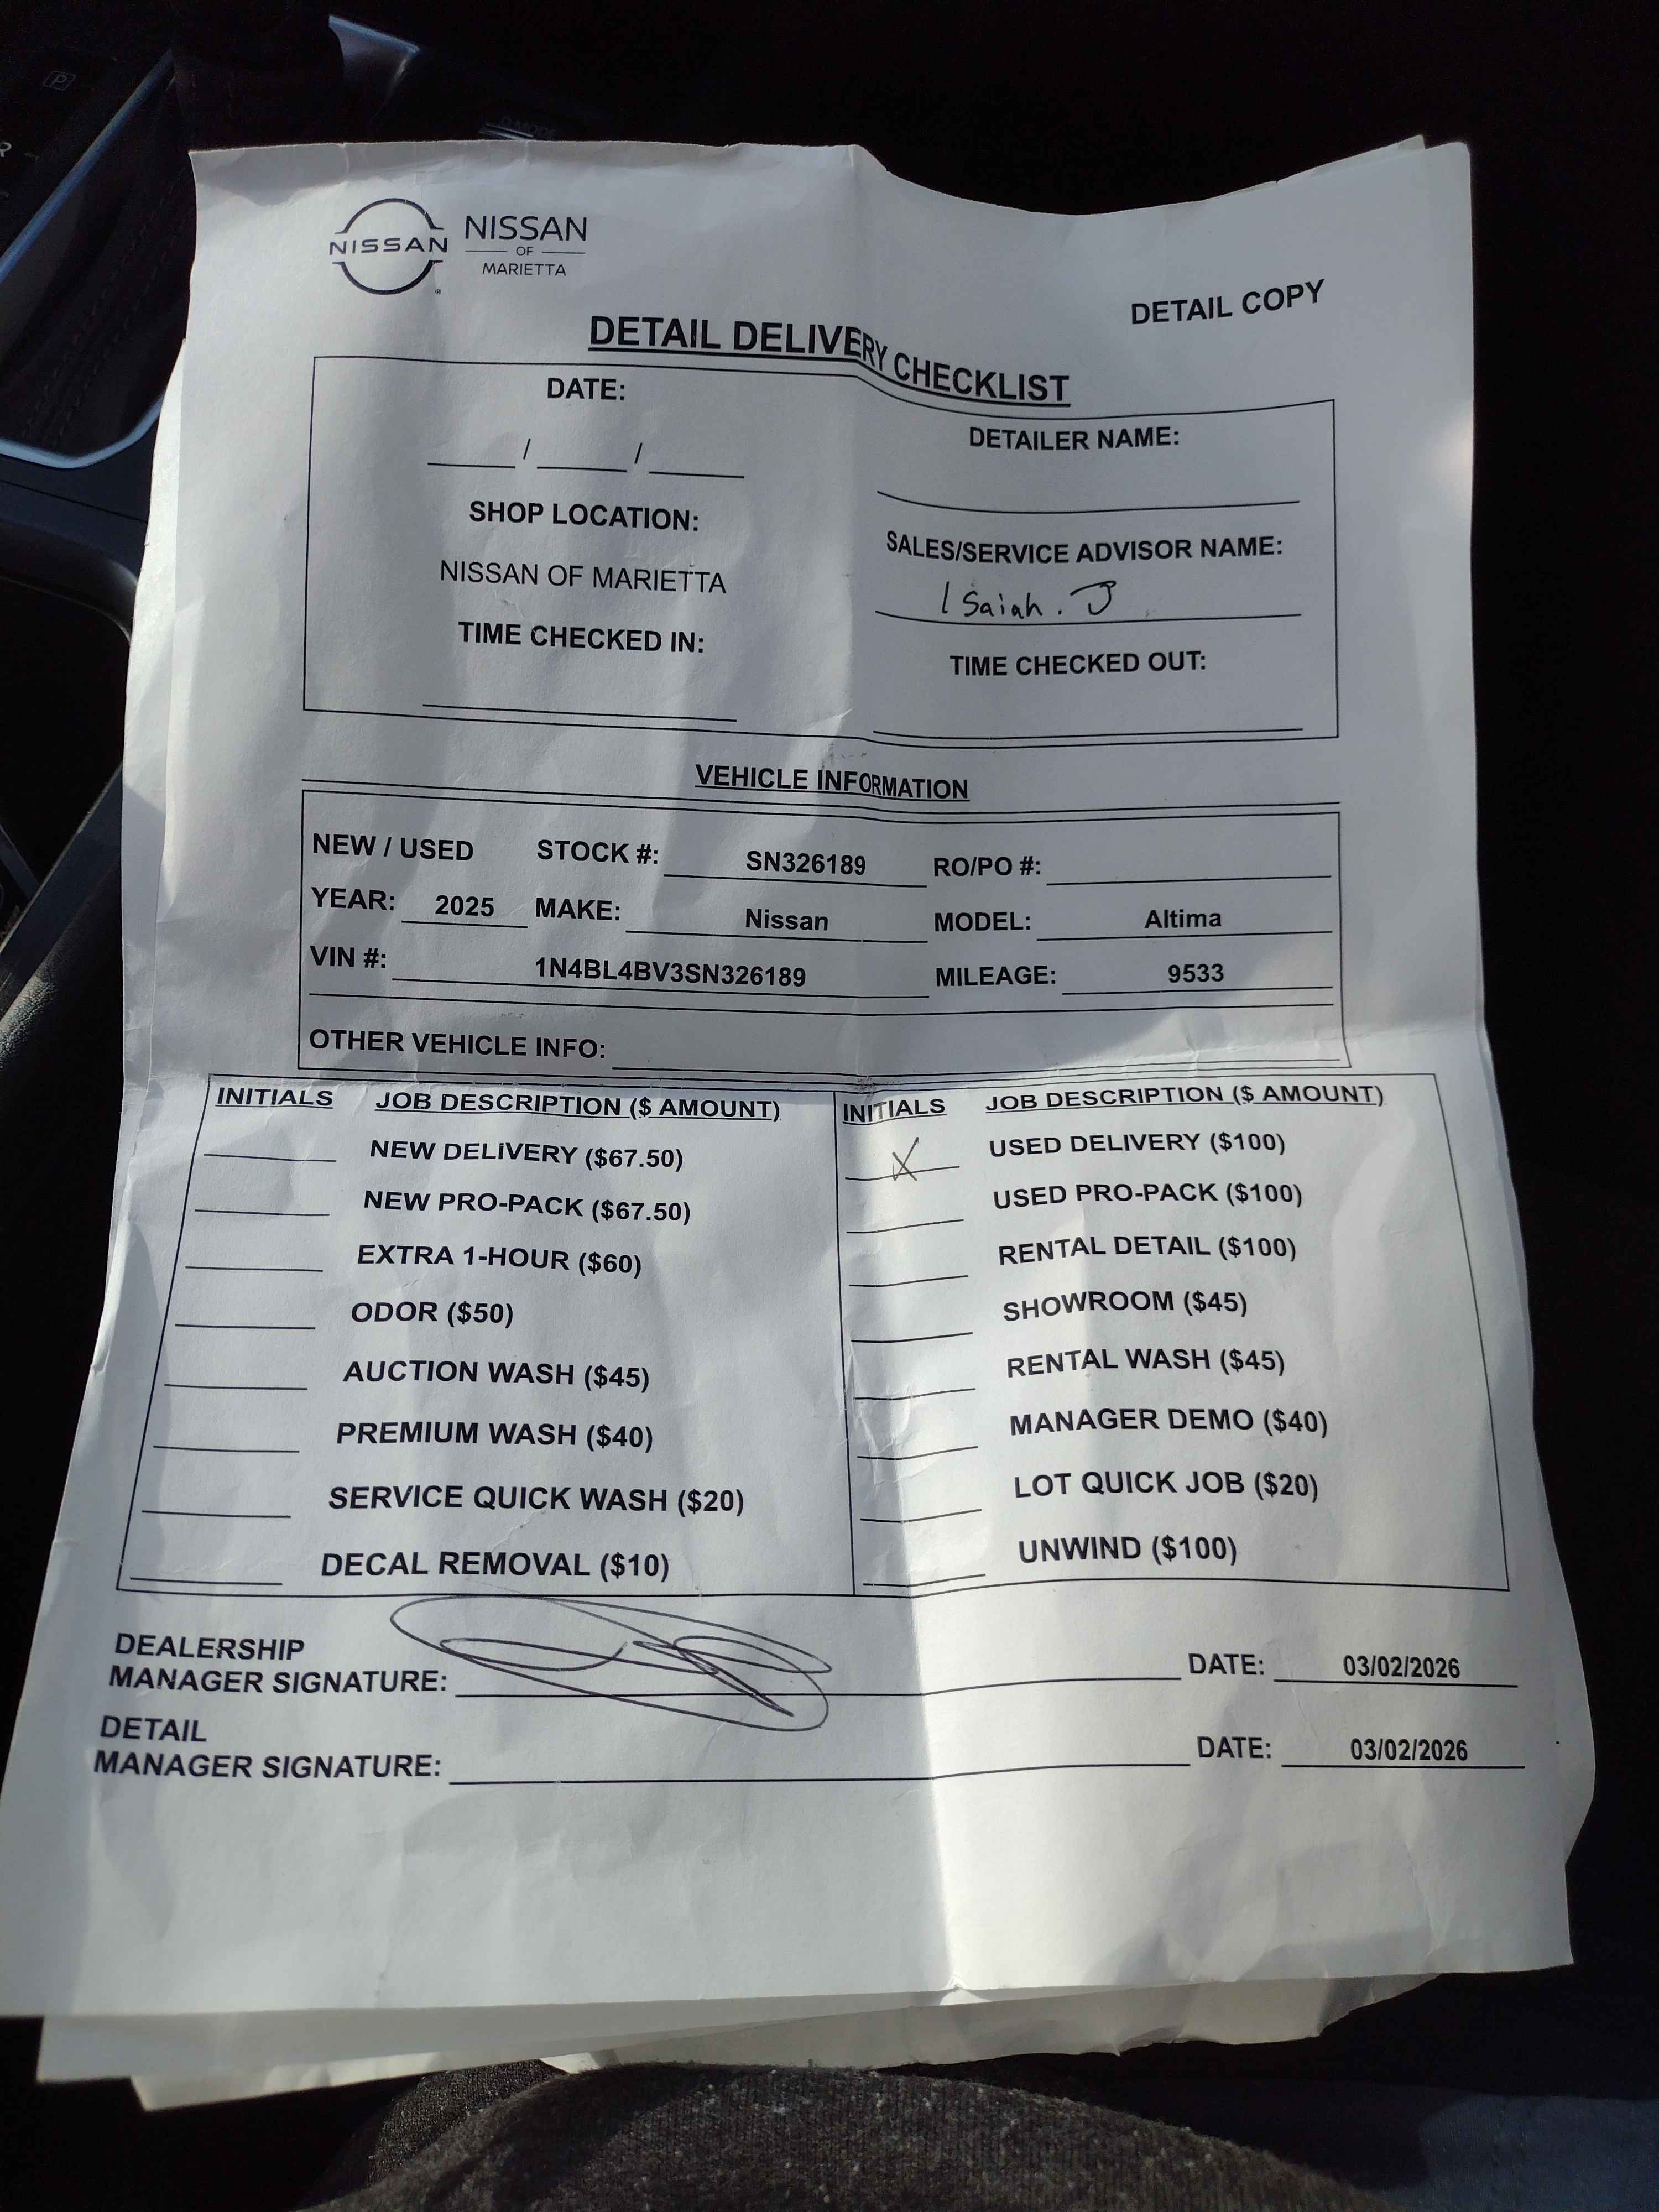 P
R
D-MODE
NISSAN
NISSAN
OF
MARIETTA
DETAIL COPY
DETAIL DELIVERY CHECKLIST
DATE:
/ /
DETAILER NAME:
SHOP LOCATION:
NISSAN OF MARIETTA
SALES/SERVICE ADVISOR NAME:
Isaiah. J
TIME CHECKED IN:
TIME CHECKED OUT:
VEHICLE INFORMATION
NEW / USED STOCK #: SN326189 RO/PO #:
YEAR: 2025 MAKE: Nissan MODEL: Altima
VIN #: 1N4BL4BV3SN326189 MILEAGE: 9533
OTHER VEHICLE INFO:
INITIALS JOB DESCRIPTION ($ AMOUNT) INITIALS JOB DESCRIPTION ($ AMOUNT)
NEW DELIVERY ($67.50) X USED DELIVERY ($100)
NEW PRO-PACK ($67.50) USED PRO-PACK ($100)
EXTRA 1-HOUR ($60) RENTAL DETAIL ($100)
ODOR ($50) SHOWROOM ($45)
AUCTION WASH ($45) RENTAL WASH ($45)
PREMIUM WASH ($40) MANAGER DEMO ($40)
SERVICE QUICK WASH ($20) LOT QUICK JOB ($20)
DECAL REMOVAL ($10) UNWIND ($100)
DEALERSHIP
MANAGER SIGNATURE: DATE: 03/02/2026
DETAIL
MANAGER SIGNATURE: DATE: 03/02/2026